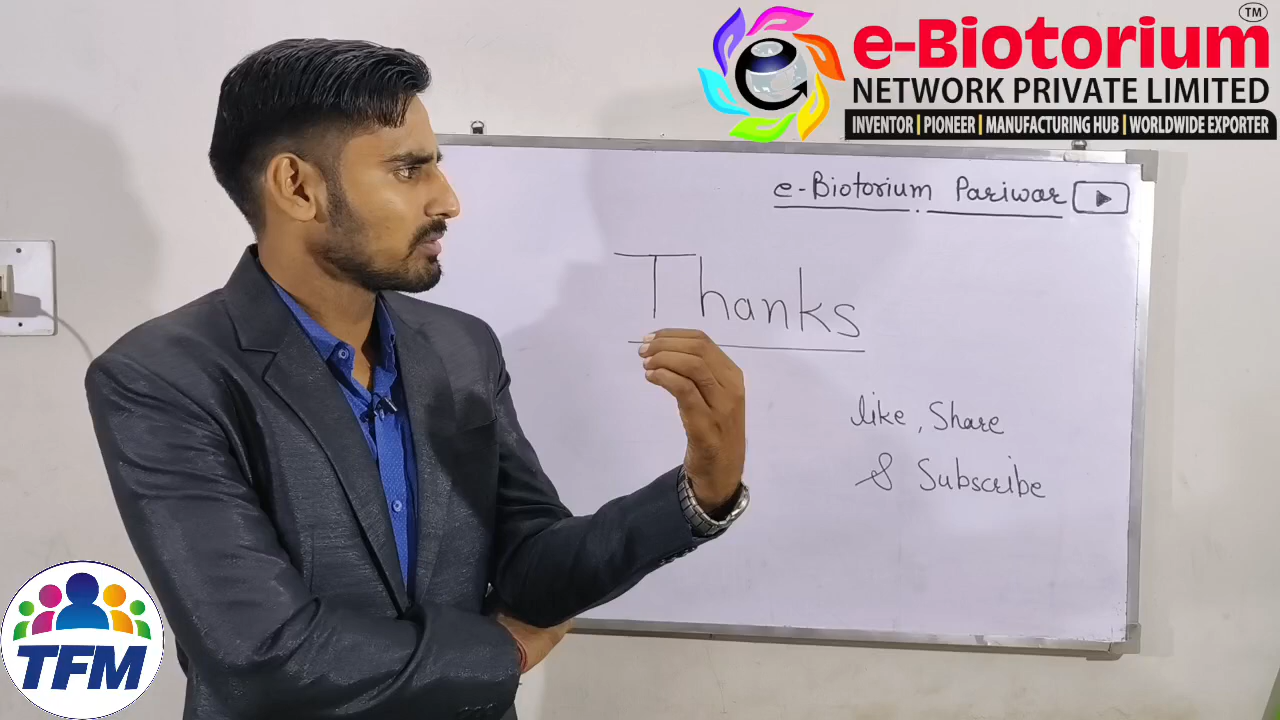 TM
e-Biotorium
NETWORK PRIVATE LIMITED
INVENTOR | PIONEER | MANUFACTURING HUB | WORLDWIDE EXPORTER
e-Biotorium Pariwar
Thanks
like, Share
& Subscribe
TFM